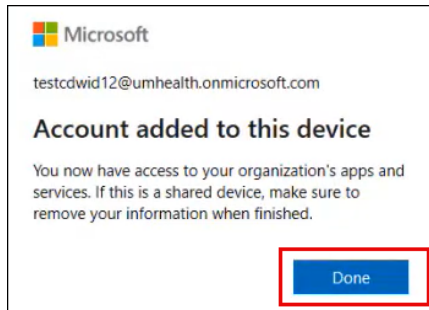 Microsoft
testcdwid12@umhealth.onmicrosoft.com
Account added to this device
You now have access to your organization's apps and
services. If this is a shared device, make sure to
remove your information when finished.
Done